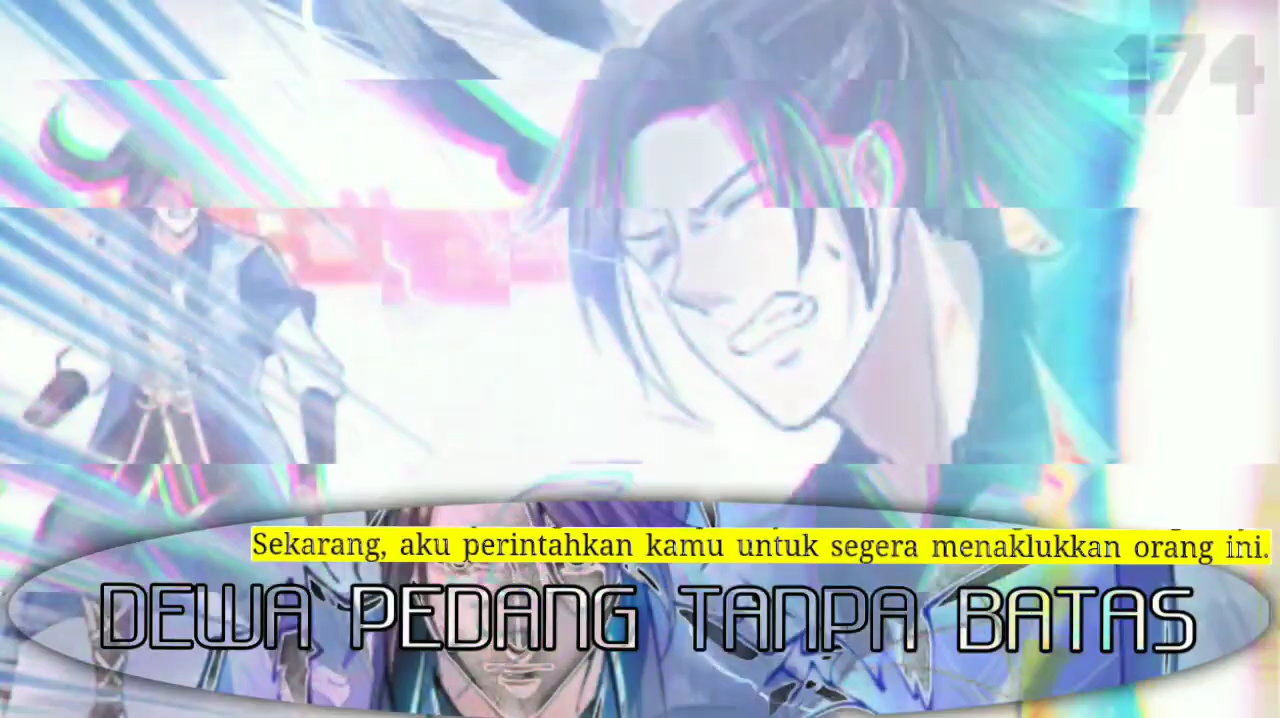 174
Sekarang, aku perintahkan kamu untuk segera menaklukkan orang ini.
DEWA PEDANG TANPA BATAS